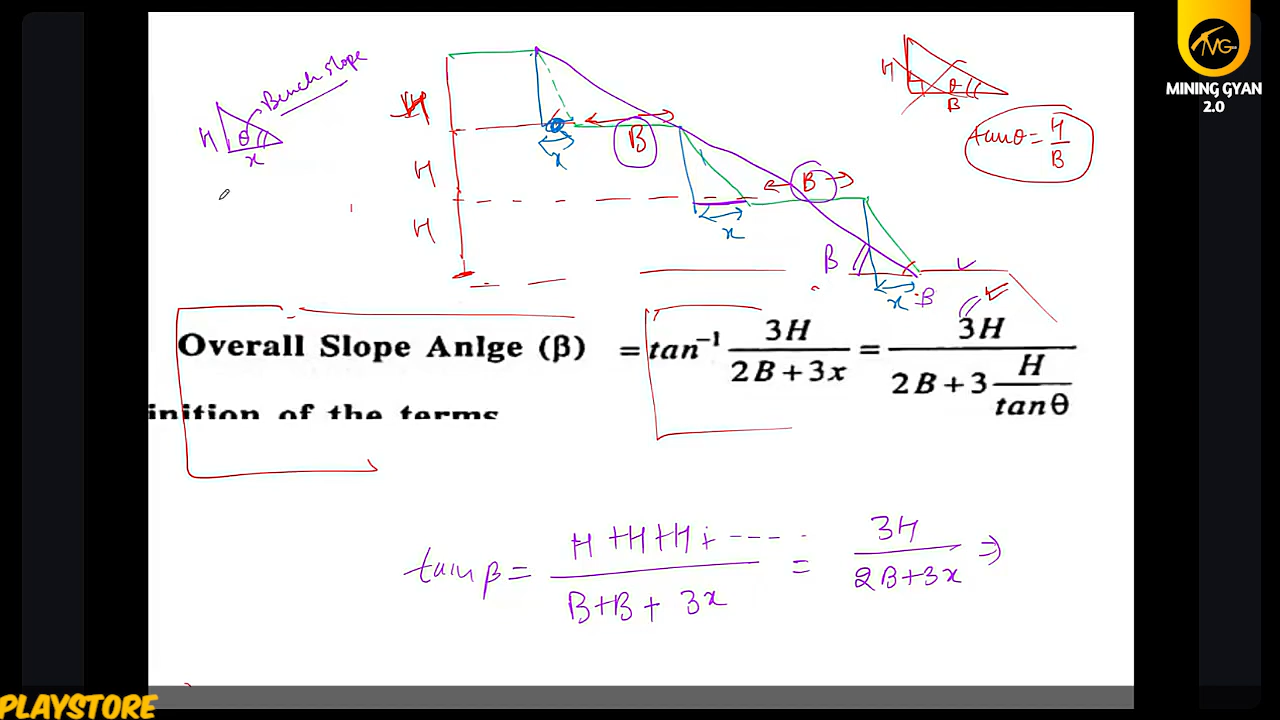 MINING GYAN
2.0
Bench slope
H
θ
x
H
H
H
x
B
x
B
x
B
B
H
θ
B
tanθ = H/B
Overall Slope Anlge (β) = tan⁻¹ 3H/(2B+3x) = 3H/(2B+3 H/tanθ)
inition of the terms
tanβ = (H+H+H+----)/(B+B+3x) = 3H/(2B+3x) ⇒
PLAYSTORE